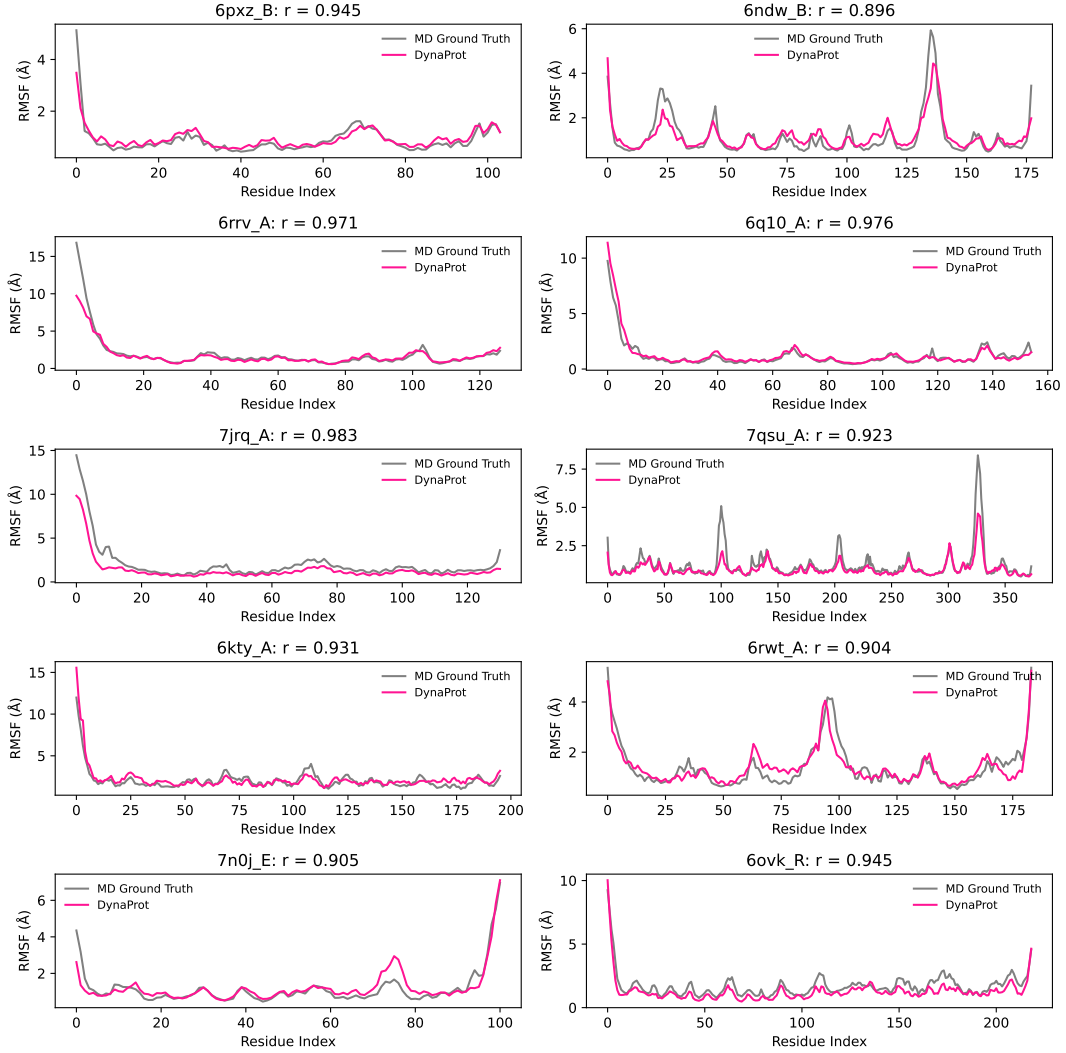 6pxz_B: r = 0.945
RMSF (Å)
4
2
MD Ground Truth
DynaProt
0 20 40 60 80 100
Residue Index
6ndw_B: r = 0.896
RMSF (Å)
6
4
2
MD Ground Truth
DynaProt
0 25 50 75 100 125 150 175
Residue Index
6rrv_A: r = 0.971
RMSF (Å)
15
10
5
0
MD Ground Truth
DynaProt
0 20 40 60 80 100 120
Residue Index
6q10_A: r = 0.976
RMSF (Å)
10
5
0
MD Ground Truth
DynaProt
0 20 40 60 80 100 120 140 160
Residue Index
7jrq_A: r = 0.983
RMSF (Å)
15
10
5
0
MD Ground Truth
DynaProt
0 20 40 60 80 100 120
Residue Index
7qsu_A: r = 0.923
RMSF (Å)
7.5
5.0
2.5
MD Ground Truth
DynaProt
0 50 100 150 200 250 300 350
Residue Index
6kty_A: r = 0.931
RMSF (Å)
15
10
5
MD Ground Truth
DynaProt
0 25 50 75 100 125 150 175 200
Residue Index
6rwt_A: r = 0.904
RMSF (Å)
4
2
MD Ground Truth
DynaProt
0 25 50 75 100 125 150 175
Residue Index
7n0j_E: r = 0.905
RMSF (Å)
6
4
2
MD Ground Truth
DynaProt
0 20 40 60 80 100
Residue Index
6ovk_R: r = 0.945
RMSF (Å)
10
5
0
MD Ground Truth
DynaProt
0 50 100 150 200
Residue Index